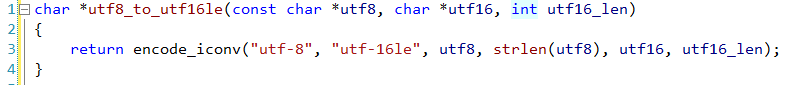 1 char *utf8_to_utf16le(const char *utf8, char *utf16, int utf16_len)
2 {
3 return encode_iconv("utf-8", "utf-16le", utf8, strlen(utf8), utf16, utf16_len);
4 }